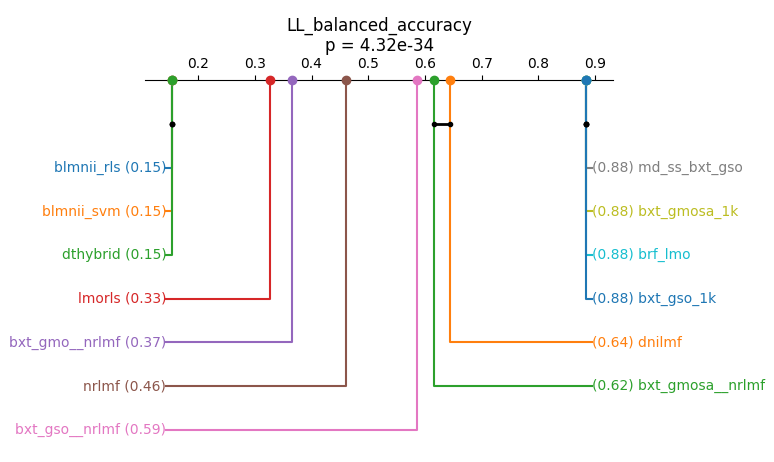 LL_balanced_accuracy
p = 4.32e-34
0.2 0.3 0.4 0.5 0.6 0.7 0.8 0.9
blmnii_rls (0.15)
(0.88) md_ss_bxt_gso
blmnii_svm (0.15)
(0.88) bxt_gmosa_1k
dthybrid (0.15)
(0.88) brf_lmo
lmorls (0.33)
(0.88) bxt_gso_1k
bxt_gmo__nrlmf (0.37)
(0.64) dnilmf
nrlmf (0.46)
(0.62) bxt_gmosa__nrlmf
bxt_gso__nrlmf (0.59)